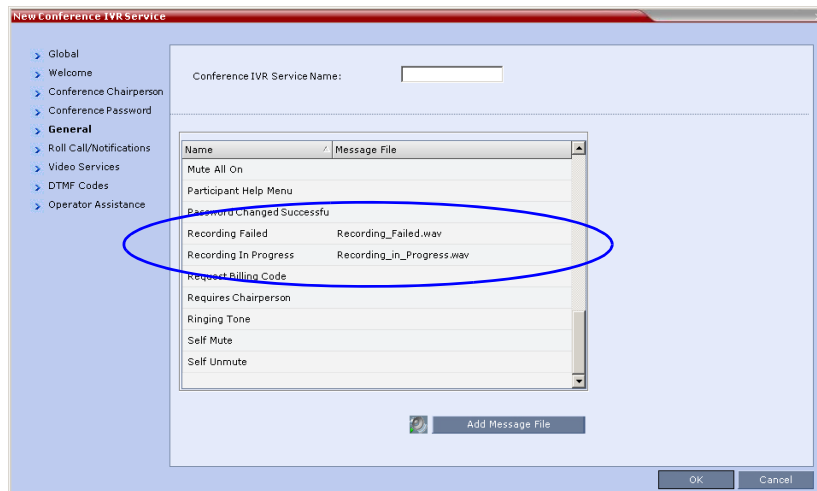 New Conference IVR Service
Global
Welcome
Conference Chairperson
Conference Password
General
Roll Call/Notifications
Video Services
DTMF Codes
Operator Assistance
Conference IVR Service Name:
Name Message File
Mute All On
Participant Help Menu
Password Changed Successfu
Recording Failed Recording_Failed.wav
Recording In Progress Recording_in_Progress.wav
Request Billing Code
Requires Chairperson
Ringing Tone
Self Mute
Self Unmute
Add Message File
OK Cancel